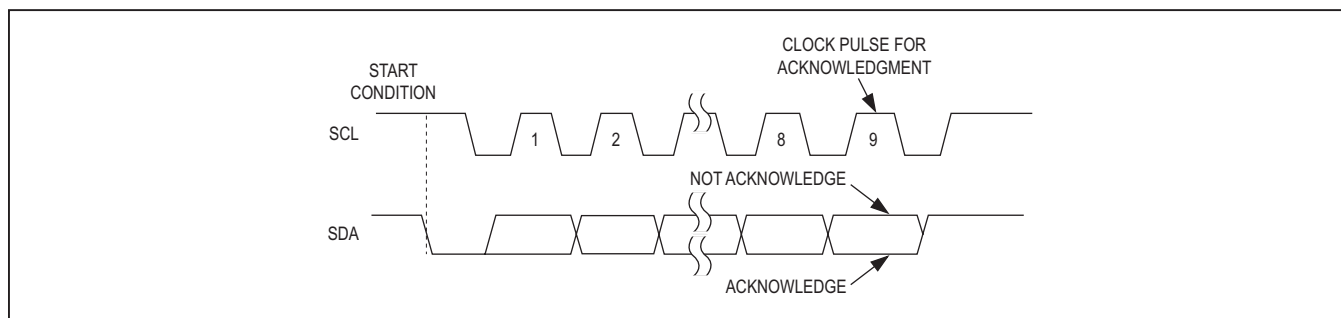 CLOCK PULSE FOR
ACKNOWLEDGMENT
START
CONDITION
SCL
1 2 8 9
NOT ACKNOWLEDGE
SDA
ACKNOWLEDGE